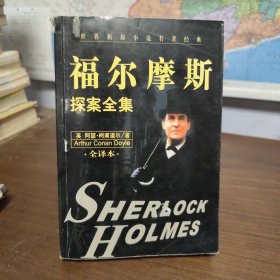 世界侦探小说名著经典
福尔摩斯
探案全集
英 阿瑟·柯南道尔/著
Arthur Conan Doyle
·全译本·
SHERLOCK
HOLMES